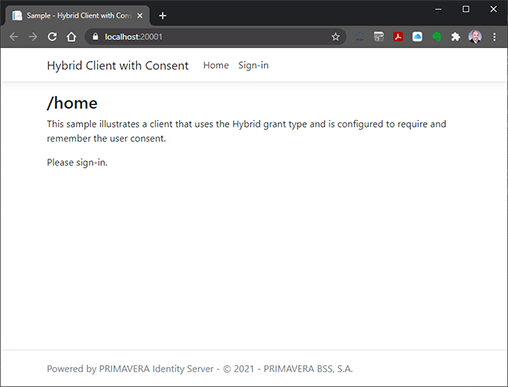 Sample - Hybrid Client with Cons
localhost:20001
Hybrid Client with Consent Home Sign-in
/home
This sample illustrates a client that uses the Hybrid grant type and is configured to require and
remember the user consent.
Please sign-in.
Powered by PRIMAVERA Identity Server - © 2021 - PRIMAVERA BSS, S.A.